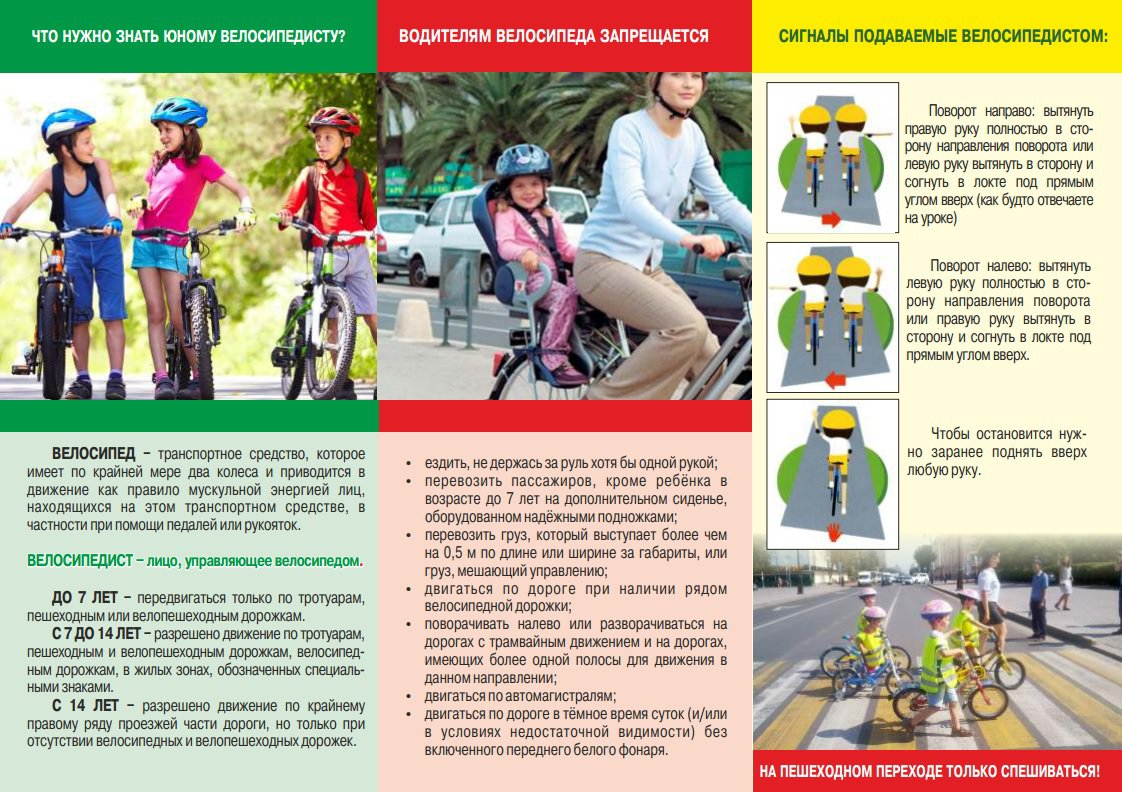 ЧТО НУЖНО ЗНАТЬ ЮНОМУ ВЕЛОСИПЕДИСТУ?
ВЕЛОСИПЕД – транспортное средство, которое
имеет по крайней мере два колеса и приводится в
движение как правило мускульной энергией лиц,
находящихся на этом транспортном средстве, в
частности при помощи педалей или рукояток.
ВЕЛОСИПЕДИСТ – лицо, управляющее велосипедом.
ДО 7 ЛЕТ – передвигаться только по тротуарам,
пешеходным или велопешеходным дорожкам.
С 7 ДО 14 ЛЕТ – разрешено движение по тротуарам,
пешеходным и велопешеходным дорожкам, велосипед-
ным дорожкам, в жилых зонах, обозначенных специаль-
ными знаками.
С 14 ЛЕТ – разрешено движение по крайнему
правому ряду проезжей части дороги, но только при
отсутствии велосипедных и велопешеходных дорожек.
ВОДИТЕЛЯМ ВЕЛОСИПЕДА ЗАПРЕЩАЕТСЯ
• ездить, не держась за руль хотя бы одной рукой;
• перевозить пассажиров, кроме ребёнка в
возрасте до 7 лет на дополнительном сиденье,
оборудованном надёжными подножками;
• перевозить груз, который выступает более чем
на 0,5 м по длине или ширине за габариты, или
груз, мешающий управлению;
• двигаться по дороге при наличии рядом
велосипедной дорожки;
• поворачивать налево или разворачиваться на
дорогах с трамвайным движением и на дорогах,
имеющих более одной полосы для движения в
данном направлении;
• двигаться по автомагистралям;
• двигаться по дороге в тёмное время суток (и/или
в условиях недостаточной видимости) без
включенного переднего белого фонаря.
СИГНАЛЫ ПОДАВАЕМЫЕ ВЕЛОСИПЕДИСТОМ:
Поворот направо: вытянуть
правую руку полностью в сто-
рону направления поворота или
левую руку вытянуть в сторону и
согнуть в локте под прямым
углом вверх (как будто отвечаете
на уроке)
Поворот налево: вытянуть
левую руку полностью в сто-
рону направления поворота
или правую руку вытянуть в
сторону и согнуть в локте под
прямым углом вверх.
Чтобы остановится нуж-
но заранее поднять вверх
любую руку.
НА ПЕШЕХОДНОМ ПЕРЕХОДЕ ТОЛЬКО СПЕШИВАТЬСЯ!